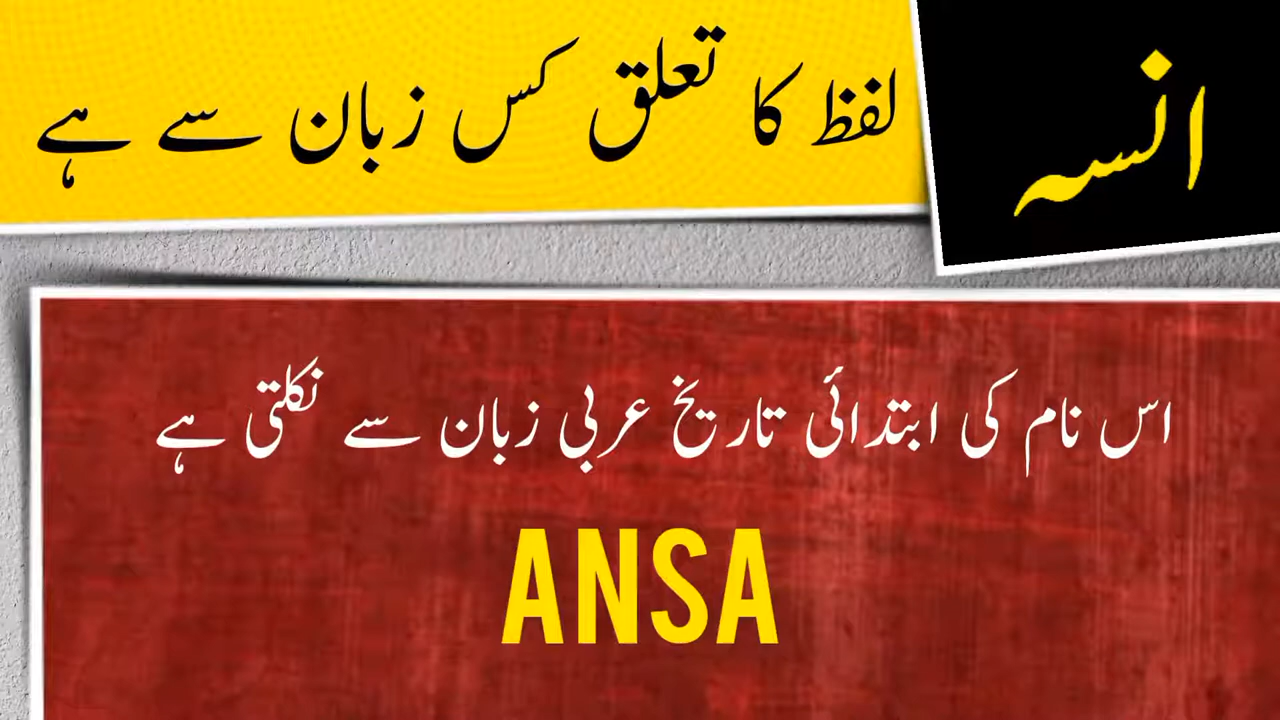 انسہ
لفظ کا تعلق کس زبان سے ہے
اس نام کی ابتدائی تاریخ عربی زبان سے نکلتی ہے
ANSA